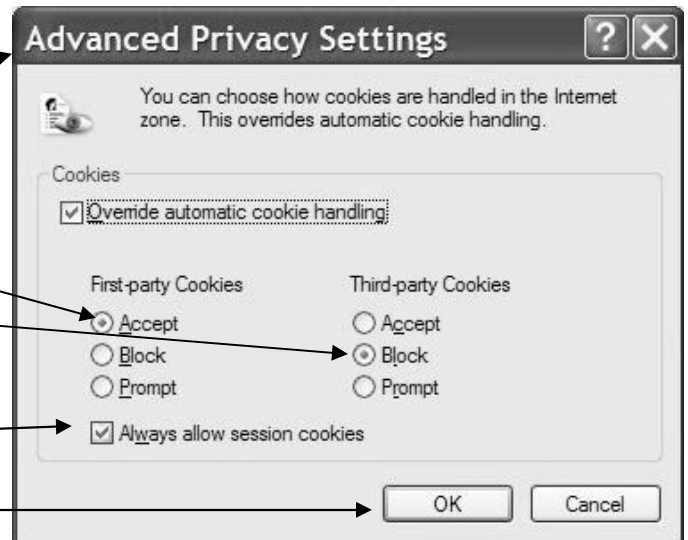 Advanced Privacy Settings
You can choose how cookies are handled in the Internet
zone. This overrides automatic cookie handling.
Cookies
Override automatic cookie handling
First-party Cookies Third-party Cookies
Accept Accept
Block Block
Prompt Prompt
Always allow session cookies
OK Cancel